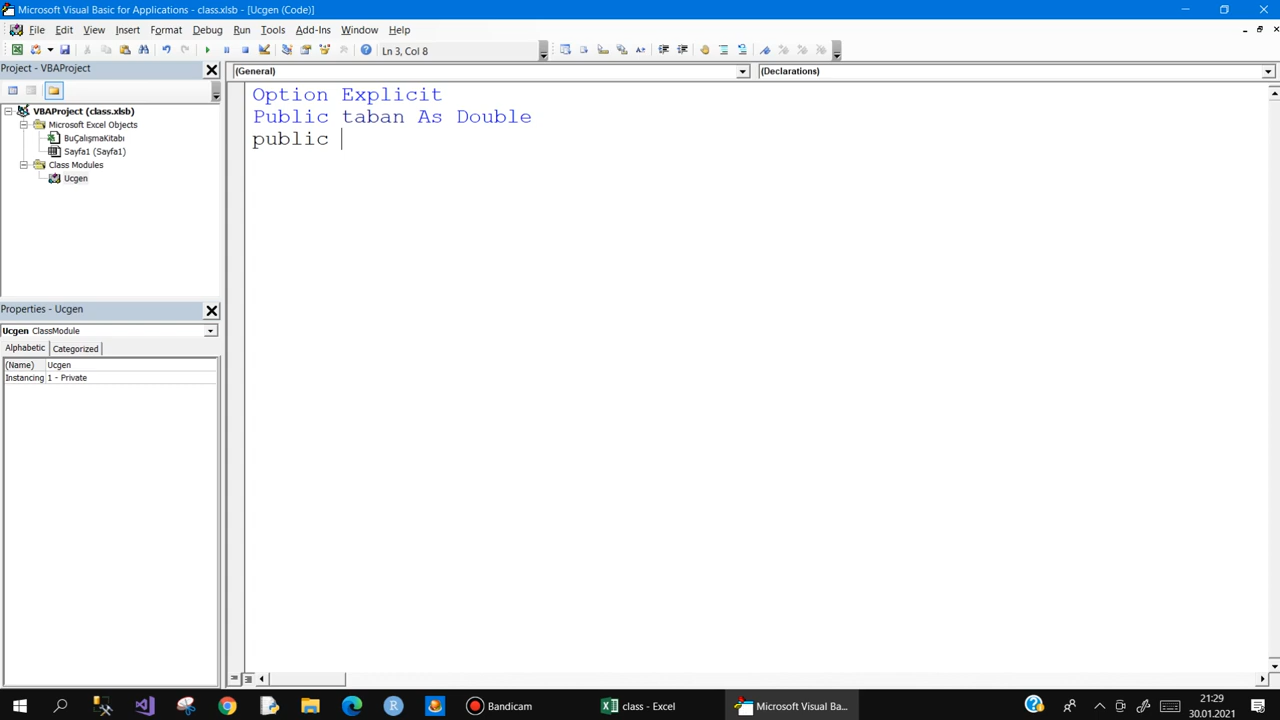 Microsoft Visual Basic for Applications - class.xlsb - [Ucgen (Code)]
File Edit View Insert Format Debug Run Tools Add-Ins Window Help
Ln 3, Col 8
Project - VBAProject
(General)
(Declarations)
VBAProject (class.xlsb)
Microsoft Excel Objects
BuÇalışmaKitabı
Sayfa1 (Sayfa1)
Class Modules
Ucgen
Option Explicit
Public taban As Double
public
Properties - Ucgen
Ucgen ClassModule
Alphabetic Categorized
(Name) Ucgen
Instancing 1 - Private
Bandicam
class - Excel
Microsoft Visual Ba...
21:29
30.01.2021